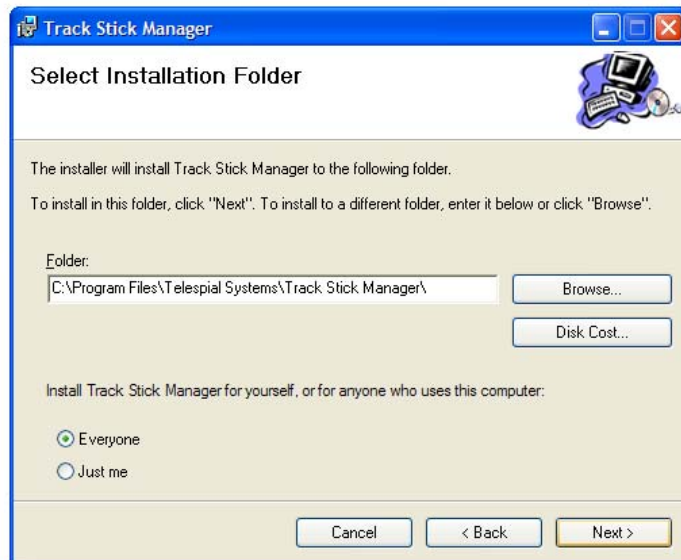 Track Stick Manager
Select Installation Folder
The installer will install Track Stick Manager to the following folder.
To install in this folder, click "Next". To install to a different folder, enter it below or click "Browse".
Folder:
C:\Program Files\Telespial Systems\Track Stick Manager\
Browse...
Disk Cost...
Install Track Stick Manager for yourself, or for anyone who uses this computer:
Everyone
Just me
Cancel
< Back
Next >